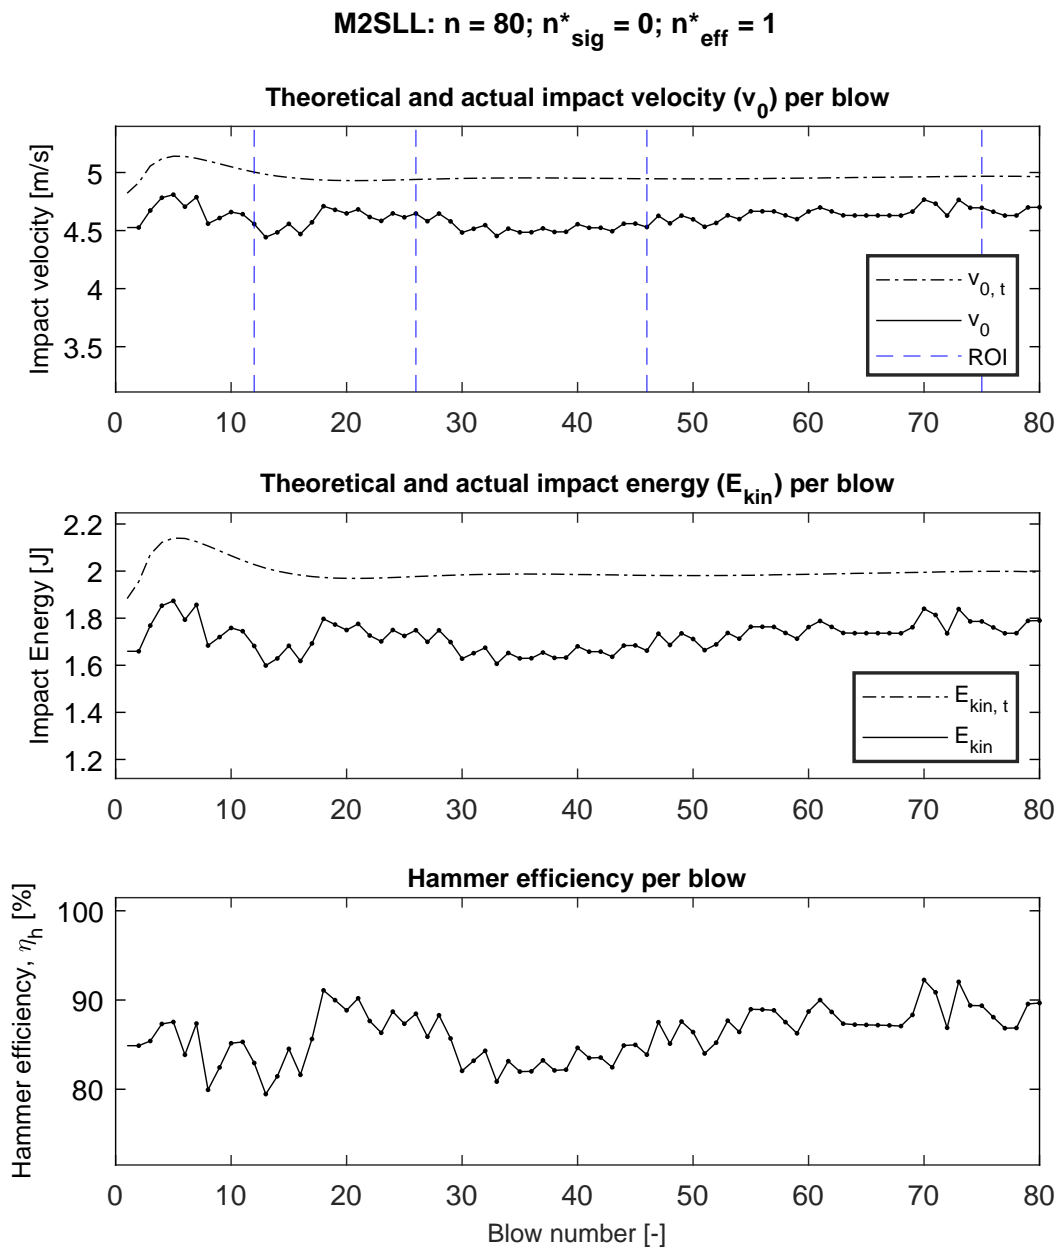 M2SLL: n = 80; n*sig = 0; n*eff = 1
Theoretical and actual impact velocity (v0) per blow
Impact velocity [m/s]
5
4.5
4
3.5
v0, t
v0
ROI
0 10 20 30 40 50 60 70 80
Theoretical and actual impact energy (Ekin) per blow
Impact Energy [J]
2.2
2
1.8
1.6
1.4
1.2
Ekin, t
Ekin
0 10 20 30 40 50 60 70 80
Hammer efficiency per blow
Hammer efficiency, ηh [%]
100
90
80
0 10 20 30 40 50 60 70 80
Blow number [-]